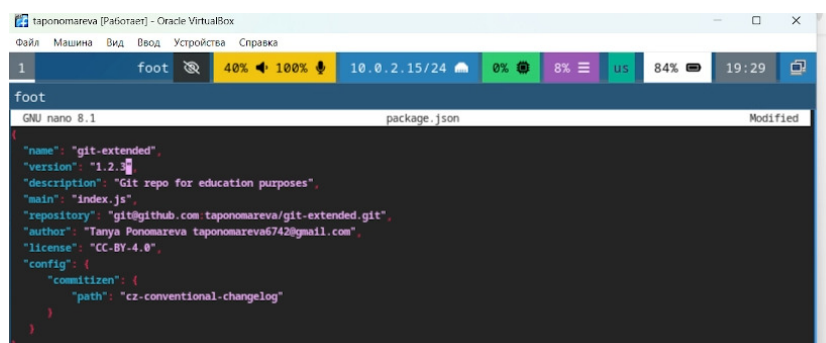 taponomareva [Работает] - Oracle VirtualBox
Файл Машина Вид Ввод Устройства Справка
1 foot 40% 100% 10.0.2.15/24 0% 8% us 84% 19:29
foot
GNU nano 8.1 package.json Modified
{
"name": "git-extended",
"version": "1.2.3",
"description": "Git repo for education purposes",
"main": "index.js",
"repository": "git@github.com:taponomareva/git-extended.git",
"author": "Tanya Ponomareva taponomareva6742@gmail.com",
"license": "CC-BY-4.0",
"config": {
"commitizen": {
"path": "cz-conventional-changelog"
}
}